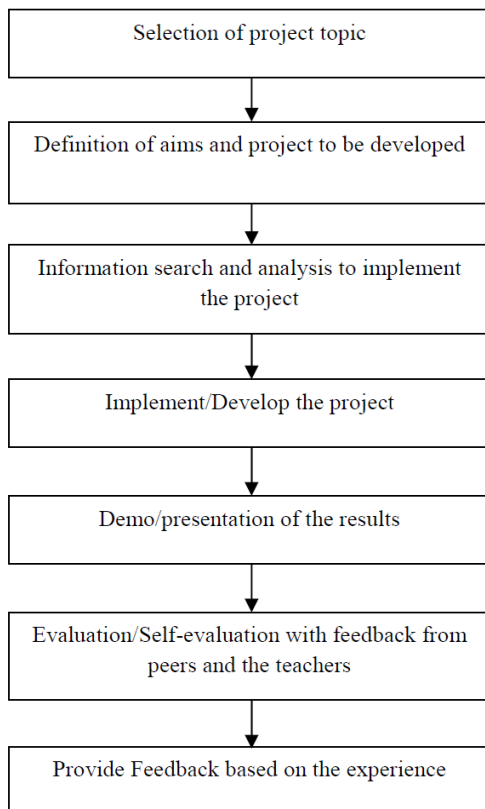 Selection of project topic
Definition of aims and project to be developed
Information search and analysis to implement
the project
Implement/Develop the project
Demo/presentation of the results
Evaluation/Self-evaluation with feedback from
peers and the teachers
Provide Feedback based on the experience